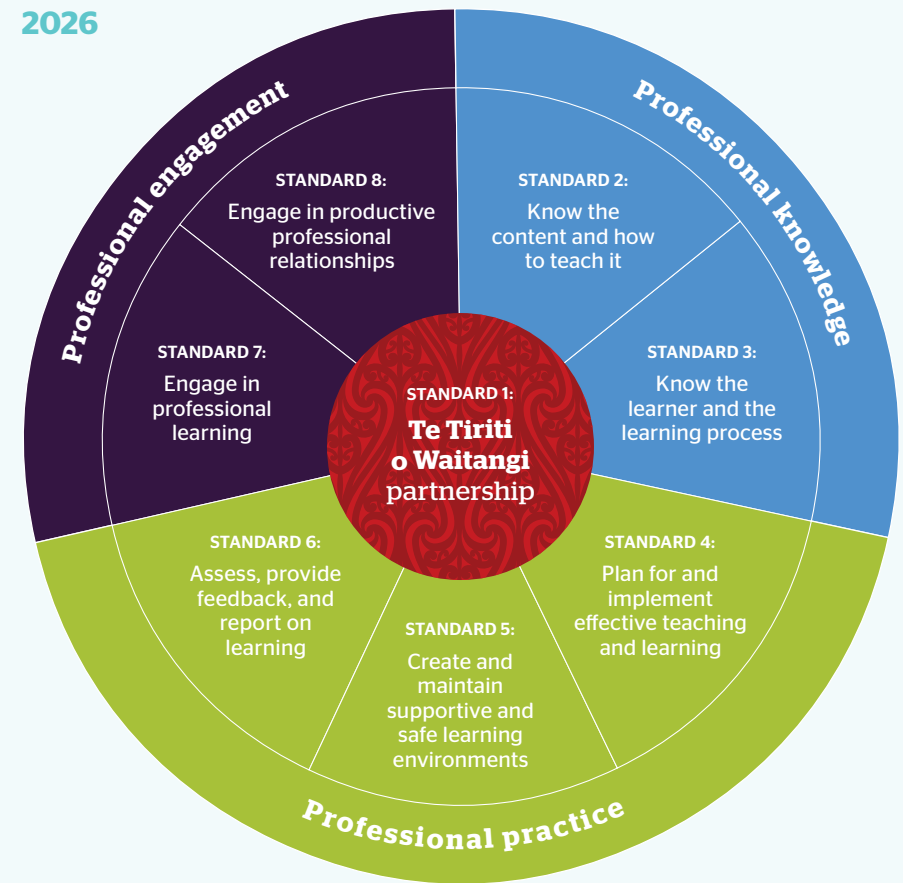 2026
Professional engagement
Professional knowledge
STANDARD 8:
Engage in productive
professional
relationships
STANDARD 2:
Know the
content and how
to teach it
STANDARD 7:
Engage in
professional
learning
STANDARD 1:
Te Tiriti
o Waitangi
partnership
STANDARD 3:
Know the
learner and the
learning process
STANDARD 6:
Assess, provide
feedback, and
report on
learning
STANDARD 5:
Create and
maintain
supportive and
safe learning
environments
STANDARD 4:
Plan for and
implement
effective teaching
and learning
Professional practice